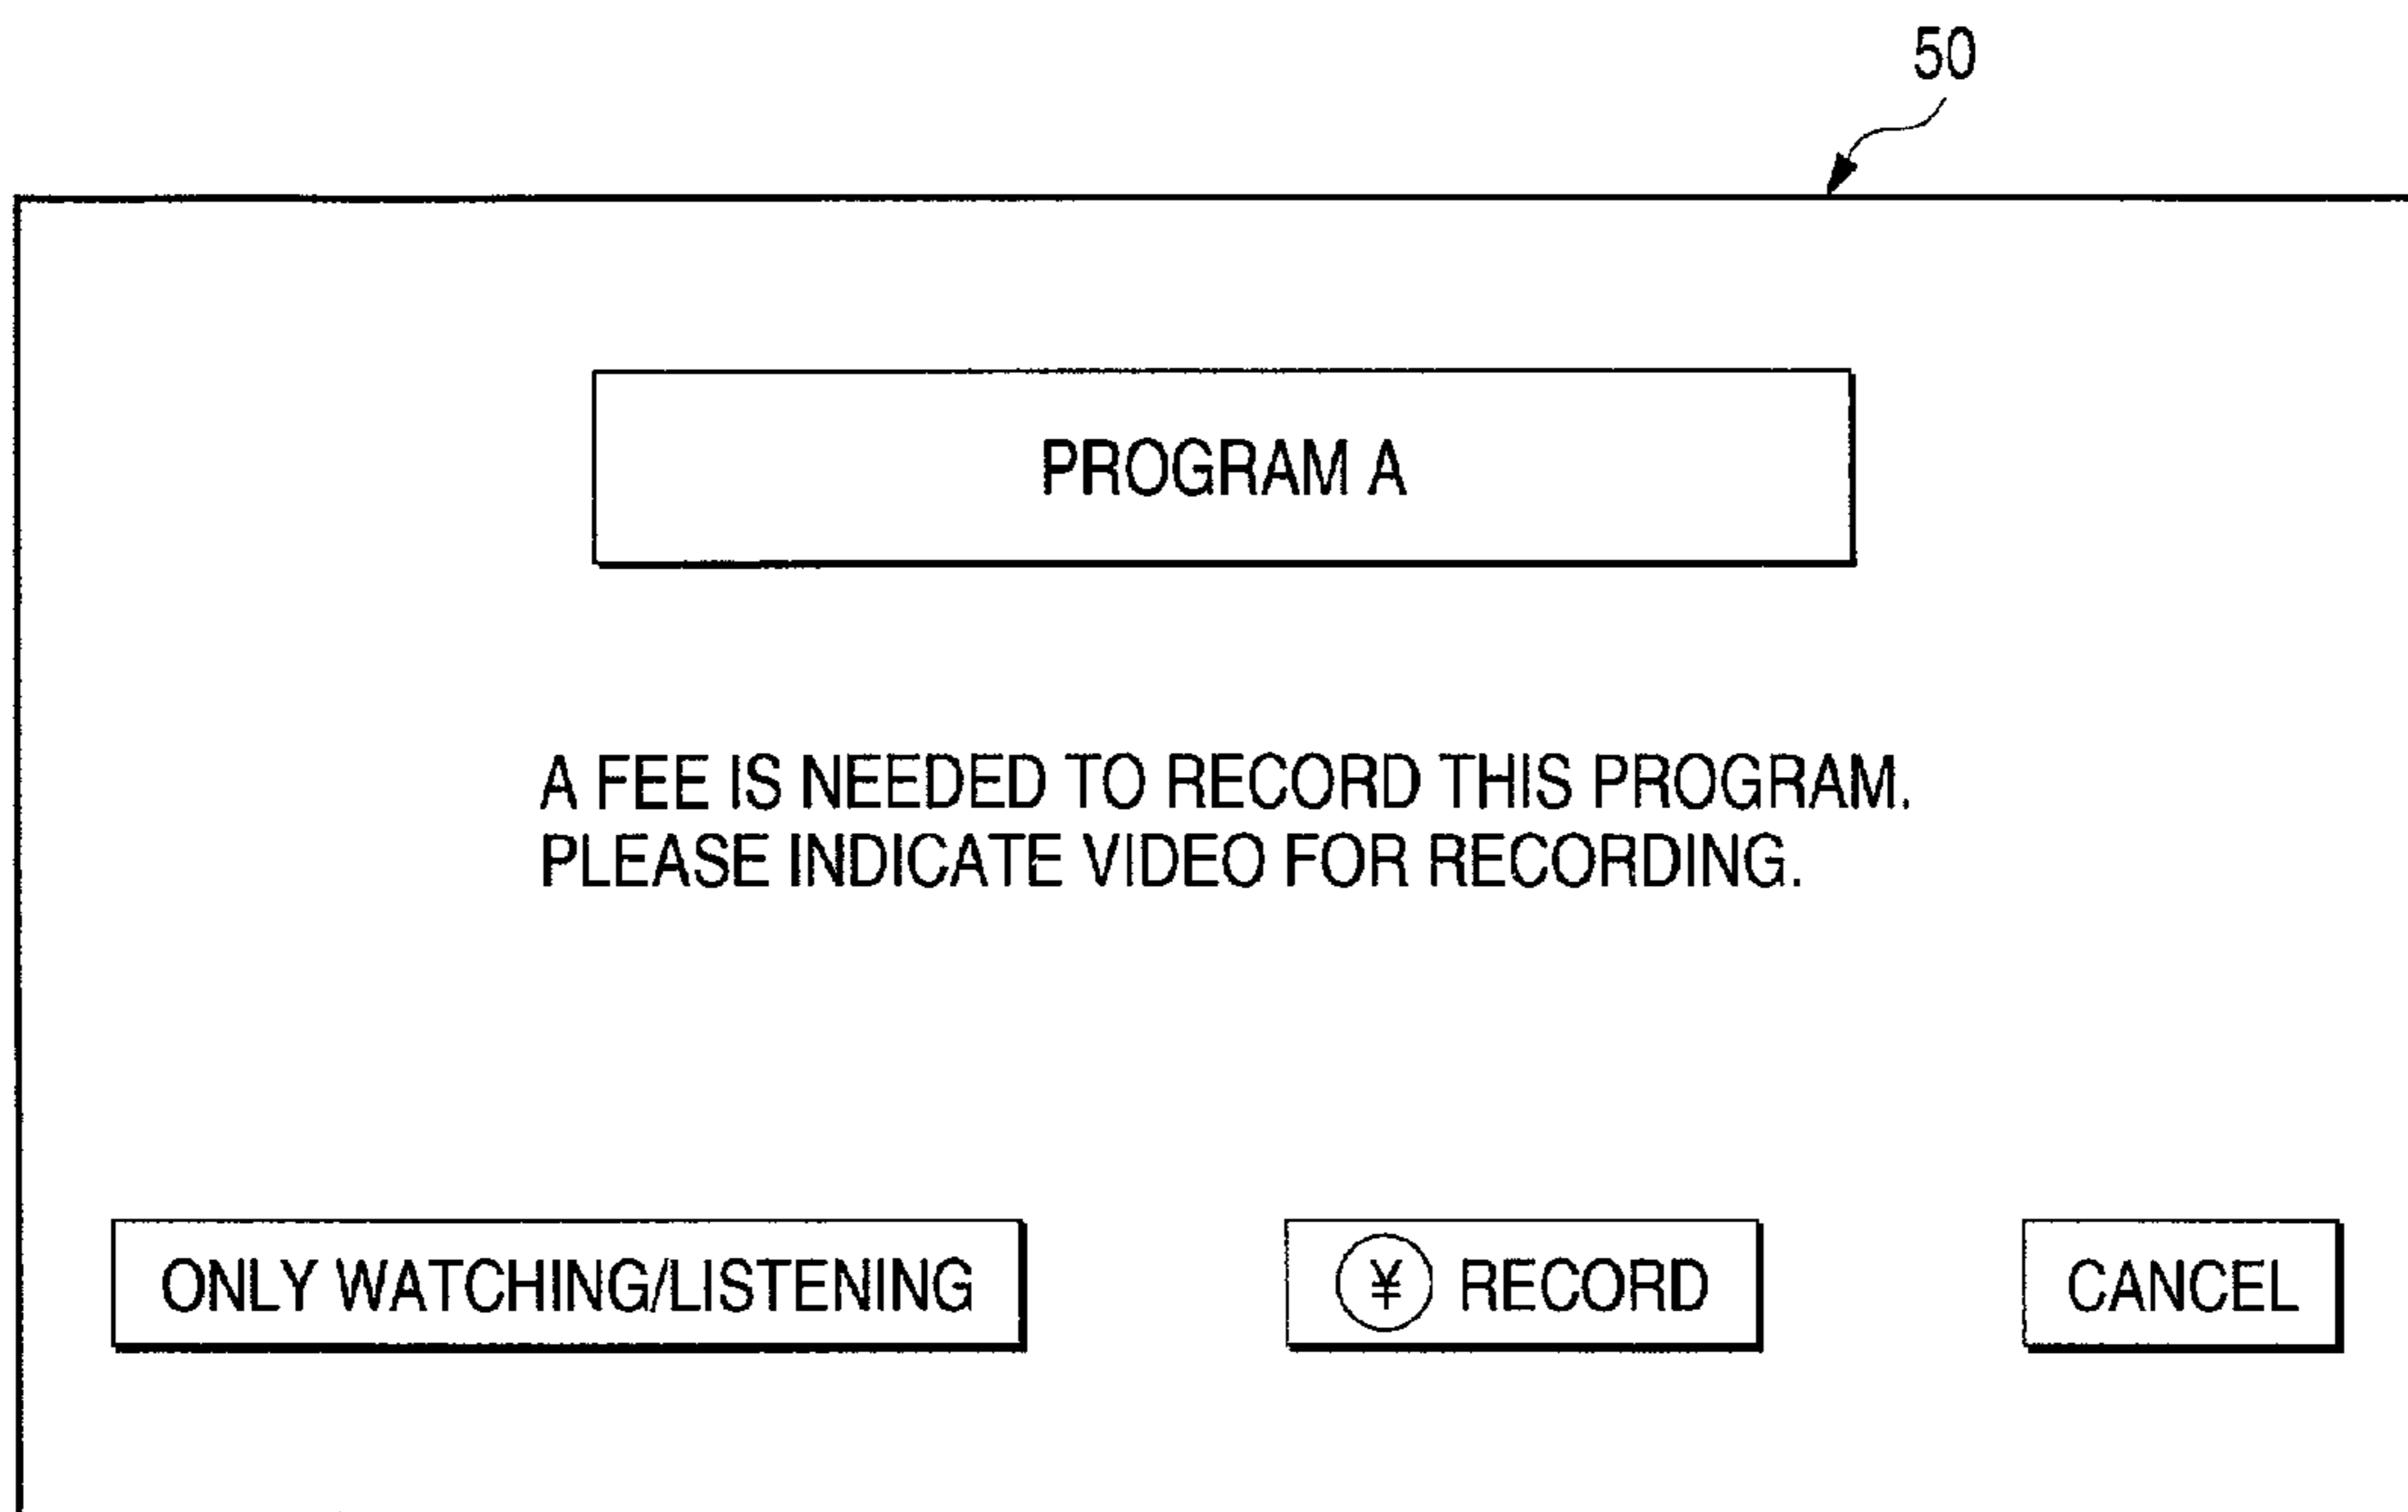 50
PROGRAM A
A FEE IS NEEDED TO RECORD THIS PROGRAM.
PLEASE INDICATE VIDEO FOR RECORDING.
ONLY WATCHING/LISTENING
¥ RECORD
CANCEL